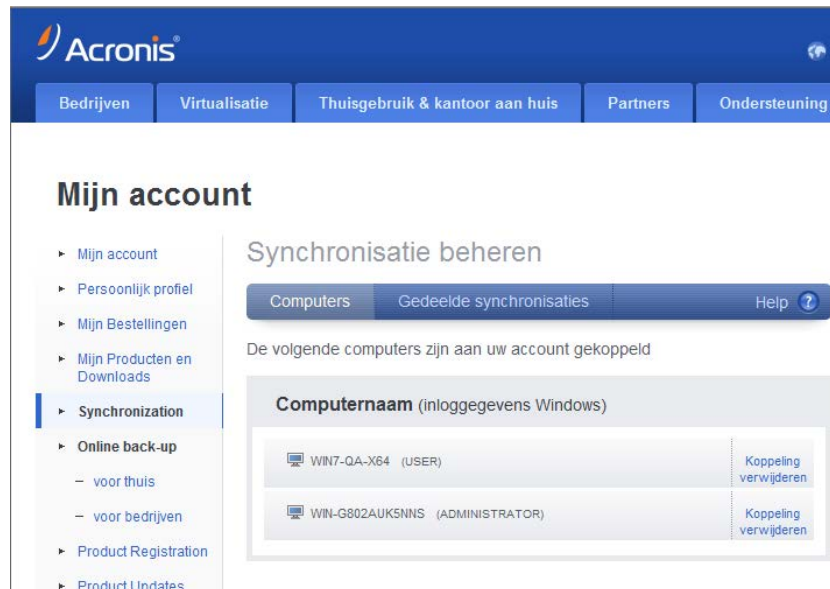 Acronis
Bedrijven
Virtualisatie
Thuisgebruik & kantoor aan huis
Partners
Ondersteuning
Mijn account
Mijn account
Persoonlijk profiel
Mijn Bestellingen
Mijn Producten en
Downloads
Synchronization
Online back-up
– voor thuis
– voor bedrijven
Product Registration
Product Updates
Synchronisatie beheren
Computers
Gedeelde synchronisaties
Help ?
De volgende computers zijn aan uw account gekoppeld
Computernaam (inloggegevens Windows)
WIN7-QA-X64 (USER)
Koppeling
verwijderen
WIN-G802AUK5NNS (ADMINISTRATOR)
Koppeling
verwijderen